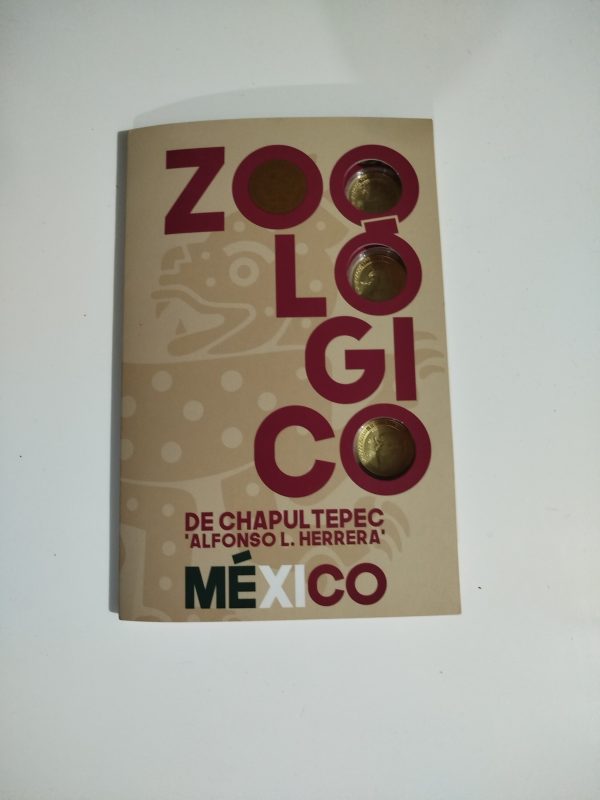 ZOO
LÓ
GI
CO
DE CHAPULTEPEC
'ALFONSO L. HERRERA'
MÉXICO